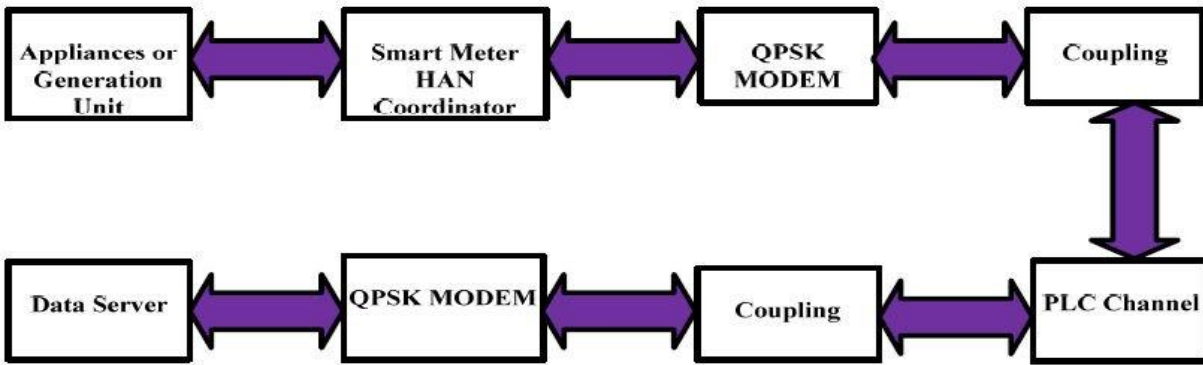 Appliances or
Generation
Unit
Smart Meter
HAN
Coordinator
QPSK
MODEM
Coupling
Data Server
QPSK MODEM
Coupling
PLC Channel